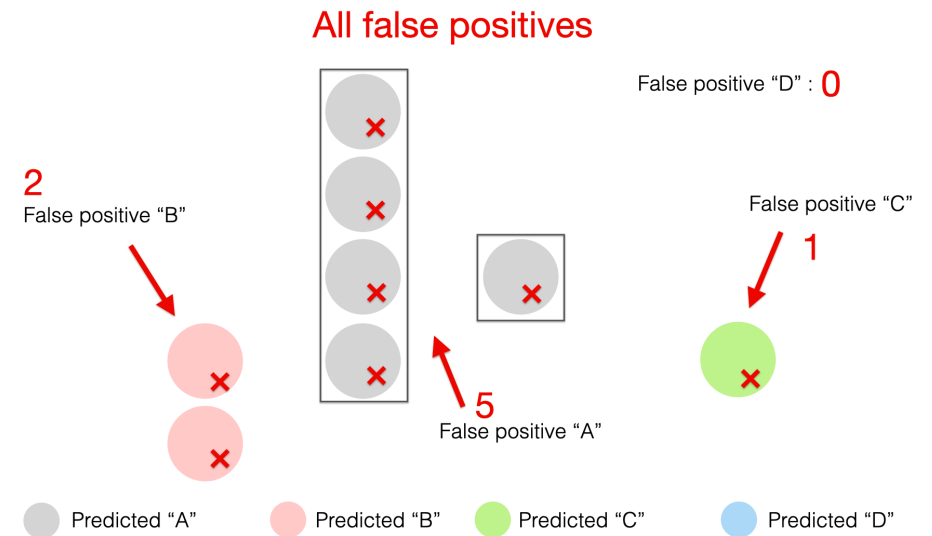 All false positives
False positive “D” : 0
2
False positive “B”
False positive “C”
1
5
False positive “A”
Predicted “A”
Predicted “B”
Predicted “C”
Predicted “D”